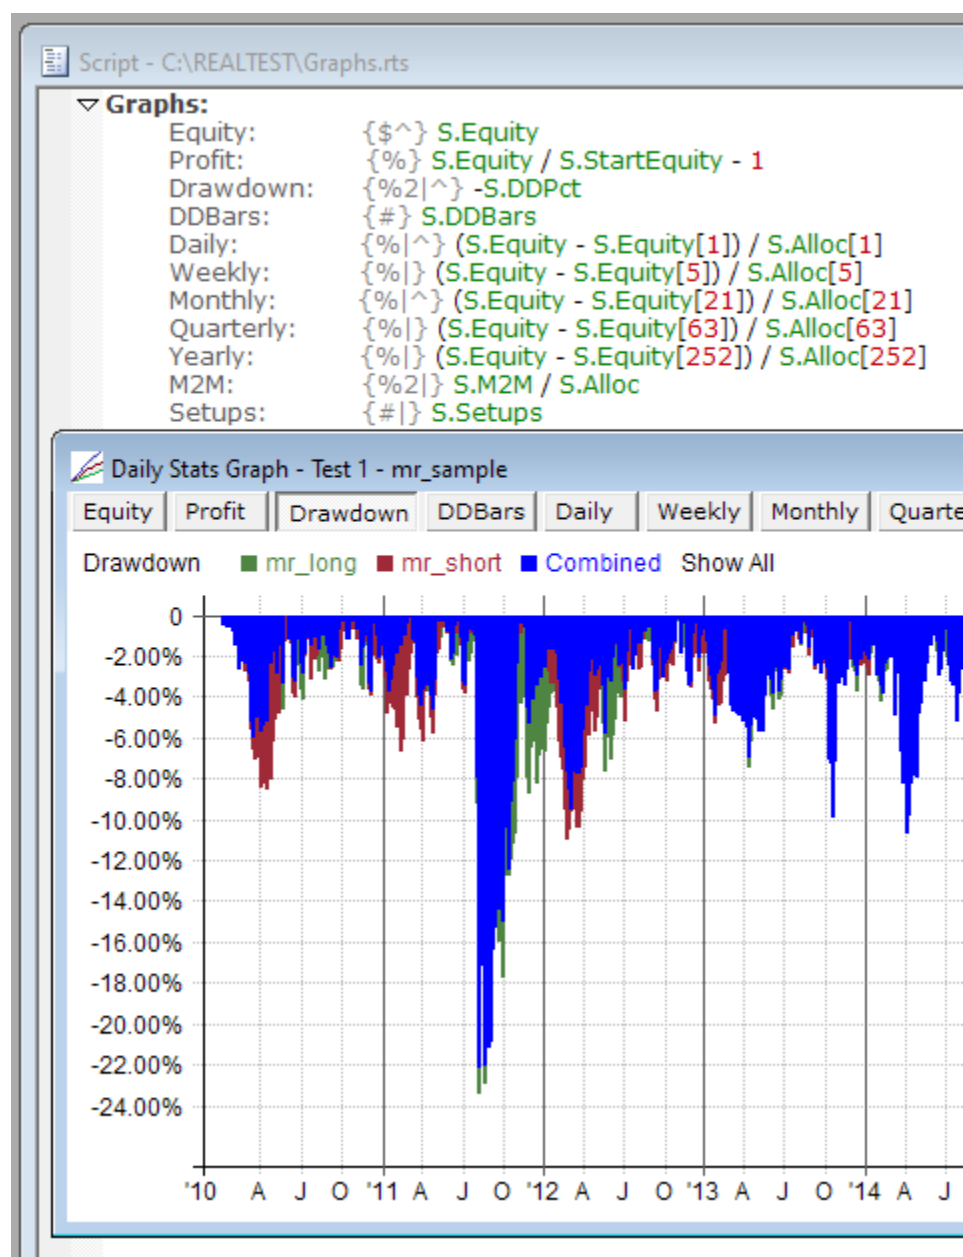 Script - C:\REALTEST\Graphs.rts
Graphs:
Equity: {$^} S.Equity
Profit: {%} S.Equity / S.StartEquity - 1
Drawdown: {%2|^} -S.DDPct
DDBars: {#} S.DDBars
Daily: {%|^} (S.Equity - S.Equity[1]) / S.Alloc[1]
Weekly: {%|} (S.Equity - S.Equity[5]) / S.Alloc[5]
Monthly: {%|^} (S.Equity - S.Equity[21]) / S.Alloc[21]
Quarterly: {%|} (S.Equity - S.Equity[63]) / S.Alloc[63]
Yearly: {%|} (S.Equity - S.Equity[252]) / S.Alloc[252]
M2M: {%2|} S.M2M / S.Alloc
Setups: {#|} S.Setups
Daily Stats Graph - Test 1 - mr_sample
Equity Profit Drawdown DDBars Daily Weekly Monthly Quarte
Drawdown mr_long mr_short Combined Show All
0
-2.00%
-4.00%
-6.00%
-8.00%
-10.00%
-12.00%
-14.00%
-16.00%
-18.00%
-20.00%
-22.00%
-24.00%
'10 A J O '11 A J O '12 A J O '13 A J O '14 A J